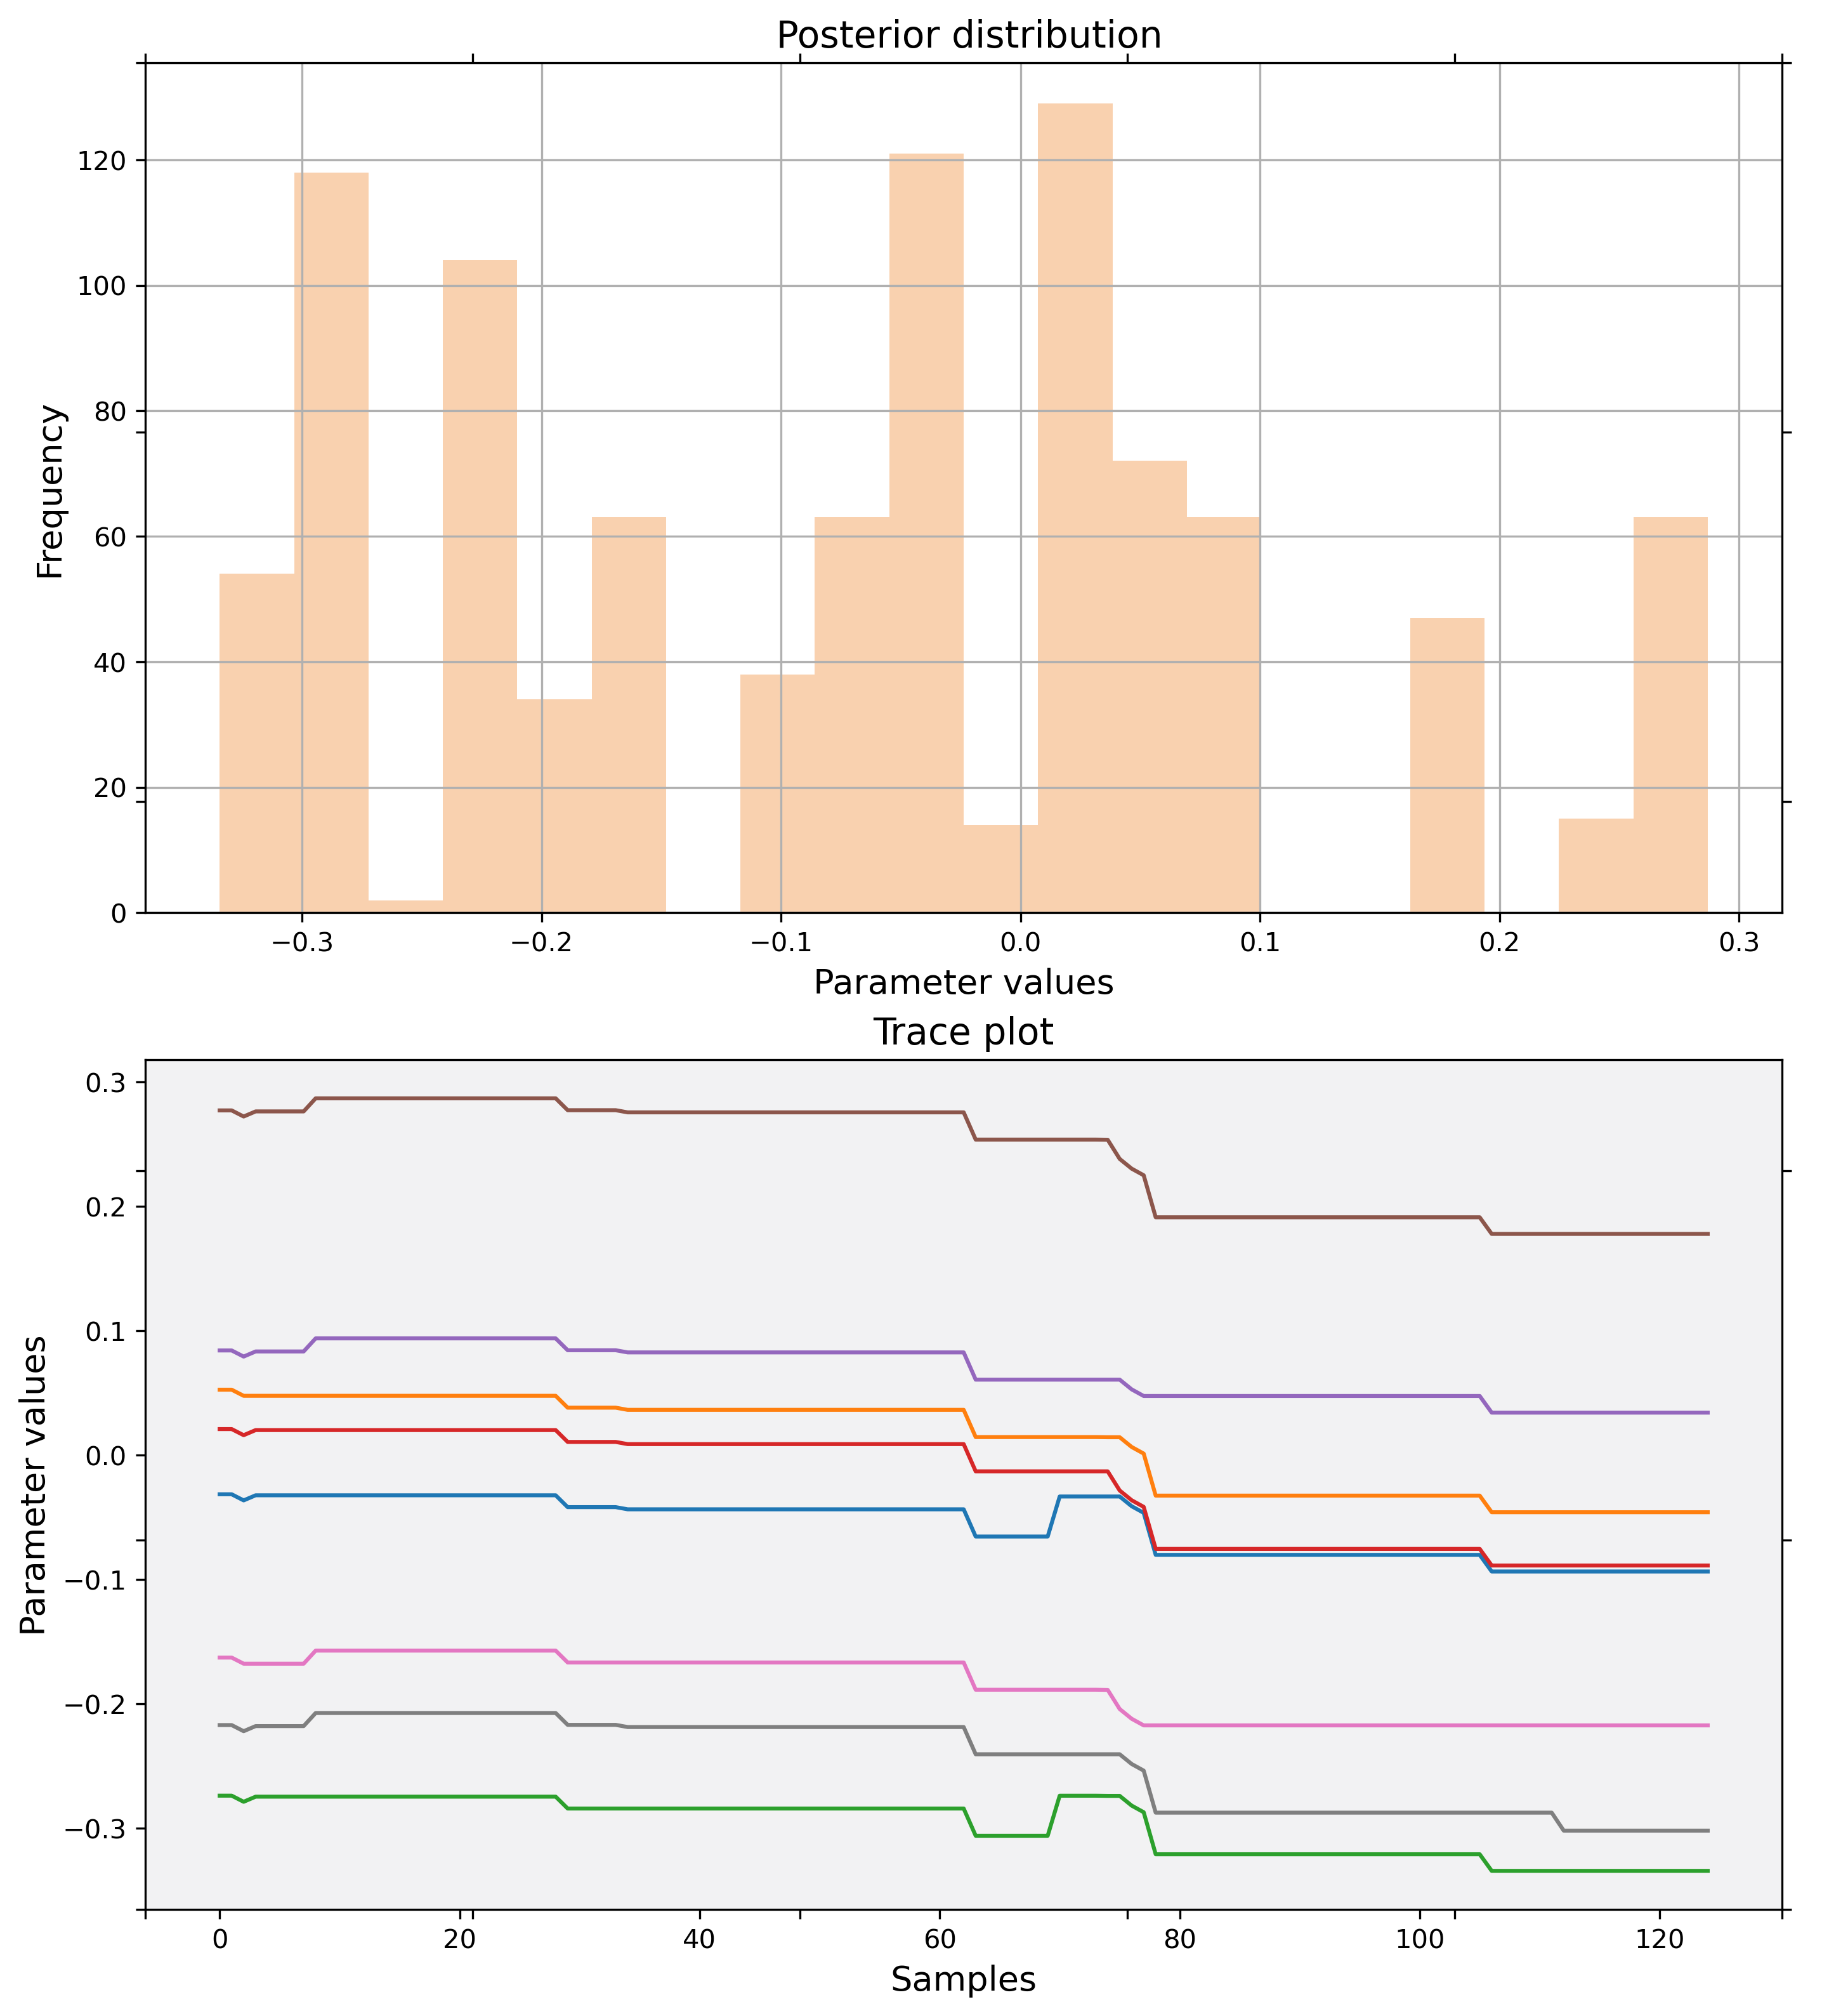 Posterior distribution
120
100
80
60
40
20
0
Frequency
−0.3 −0.2 −0.1 0.0 0.1 0.2 0.3
Parameter values
Trace plot
0.3
0.2
0.1
0.0
−0.1
−0.2
−0.3
Parameter values
0 20 40 60 80 100 120
Samples